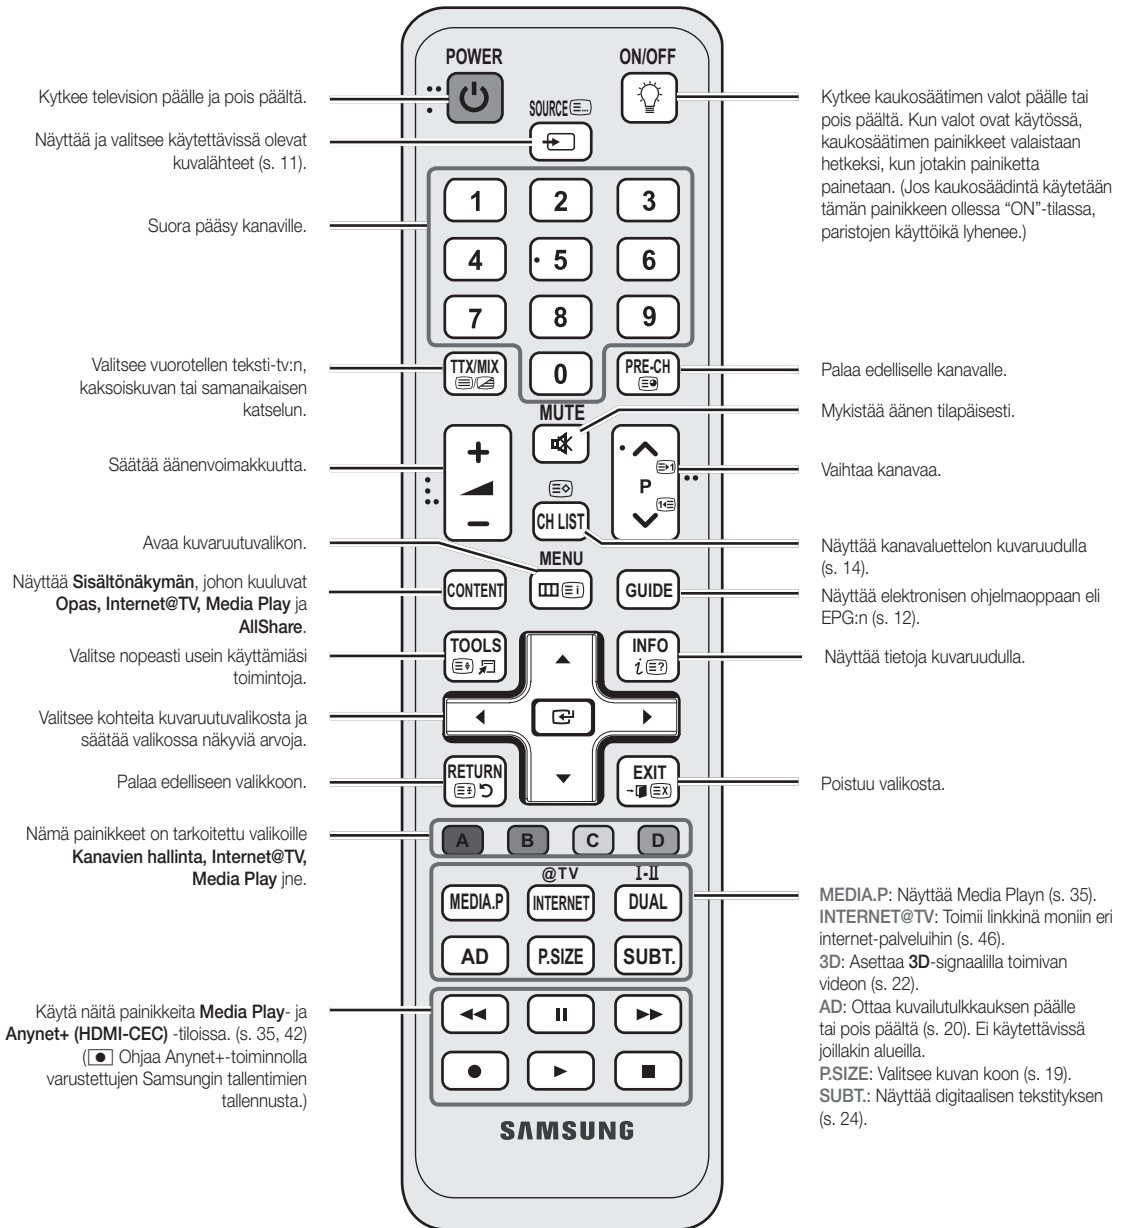 POWER
ON/OFF
SOURCE
Kytkee television päälle ja pois päältä.
Näyttää ja valitsee käytettävissä olevat
kuvalähteet (s. 11).
Suora pääsy kanaville.
Valitsee vuorotellen teksti-tv:n,
kaksoiskuvan tai samanaikaisen
katselun.
Säätää äänenvoimakkuutta.
Avaa kuvaruutuvalikon.
Näyttää Sisältönäkymän, johon kuuluvat
Opas, Internet@TV, Media Play ja
AllShare.
Valitse nopeasti usein käyttämiäsi
toimintoja.
Valitsee kohteita kuvaruutuvalikosta ja
säätää valikossa näkyviä arvoja.
Palaa edelliseen valikkoon.
Nämä painikkeet on tarkoitettu valikoille
Kanavien hallinta, Internet@TV,
Media Play jne.
Käytä näitä painikkeita Media Play- ja
Anynet+ (HDMI-CEC) -tiloissa. (s. 35, 42)
( Ohjaa Anynet+-toiminnolla
varustettujen Samsungin tallentimien
tallennusta.)
1 2 3
4 5 6
7 8 9
TTX/MIX 0 PRE-CH
MUTE
P
CH LIST
MENU
CONTENT GUIDE
TOOLS INFO
RETURN EXIT
A B C D
@TV I-II
MEDIA.P INTERNET DUAL
AD P.SIZE SUBT.
SAMSUNG
Kytkee kaukosäätimen valot päälle tai
pois päältä. Kun valot ovat käytössä,
kaukosäätimen painikkeet valaistaan
hetkeksi, kun jotakin painiketta
painetaan. (Jos kaukosäädintä käytetään
tämän painikkeen ollessa “ON”-tilassa,
paristojen käyttöikä lyhenee.)
Palaa edelliselle kanavalle.
Mykistää äänen tilapäisesti.
Vaihtaa kanavaa.
Näyttää kanavaluettelon kuvaruudulla
(s. 14).
Näyttää elektronisen ohjelmaoppaan eli
EPG:n (s. 12).
Näyttää tietoja kuvaruudulla.
Poistuu valikosta.
MEDIA.P: Näyttää Media Playn (s. 35).
INTERNET@TV: Toimii linkkinä moniin eri
internet-palveluihin (s. 46).
3D: Asettaa 3D-signaalilla toimivan
videon (s. 22).
AD: Ottaa kuvailutulkkauksen päälle
tai pois päältä (s. 20). Ei käytettävissä
joillakin alueilla.
P.SIZE: Valitsee kuvan koon (s. 19).
SUBT.: Näyttää digitaalisen tekstityksen
(s. 24).